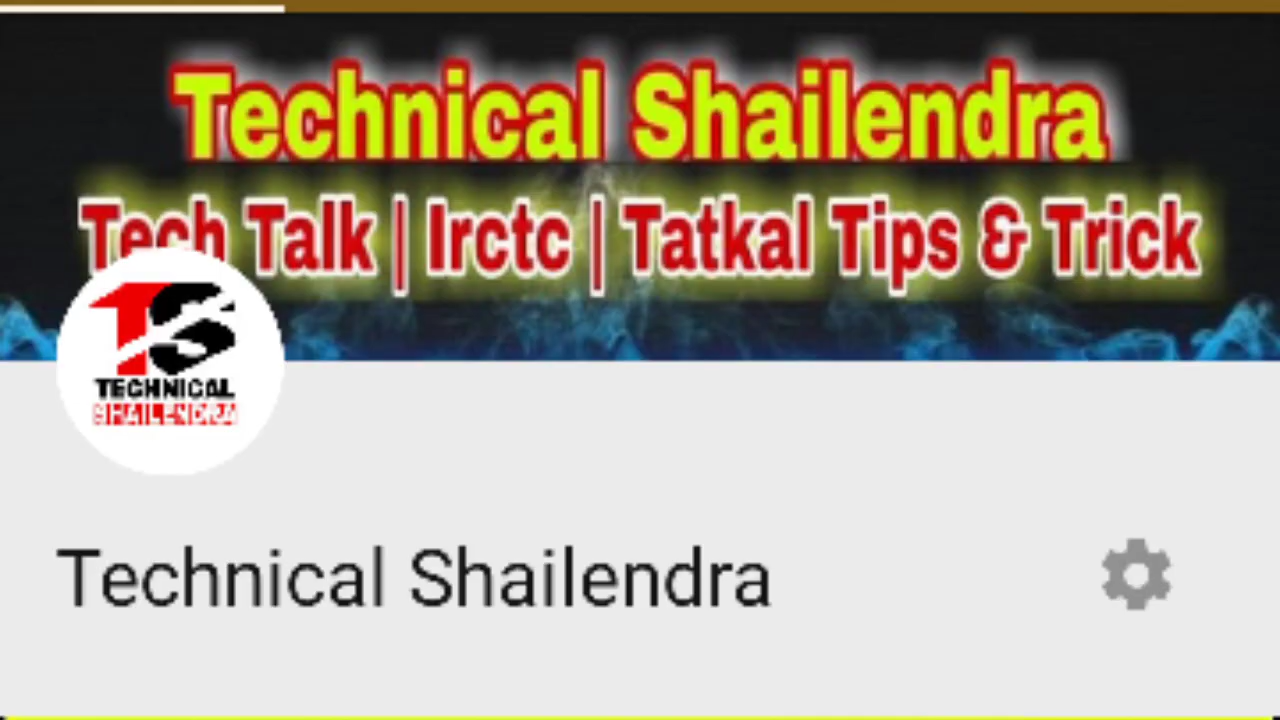 Technical Shailendra
Tech Talk | Irctc | Tatkal Tips & Trick
TS
TECHNICAL
SHAILENDRA
Technical Shailendra